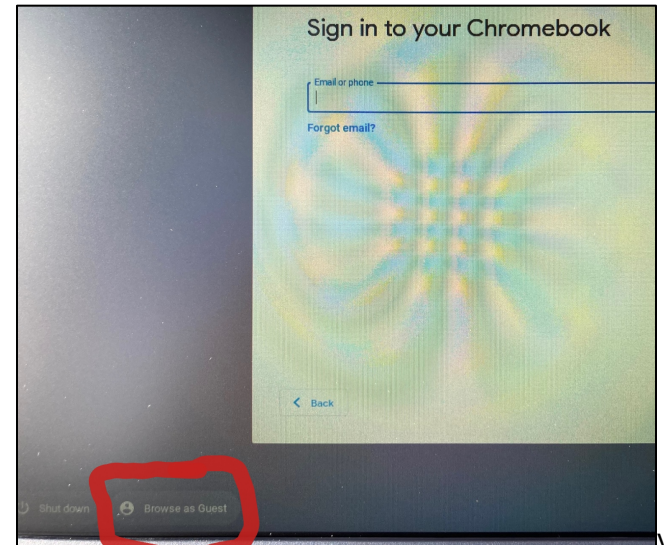 Sign in to your Chromebook
Email or phone
Forgot email?
Back
Shut down
Browse as Guest